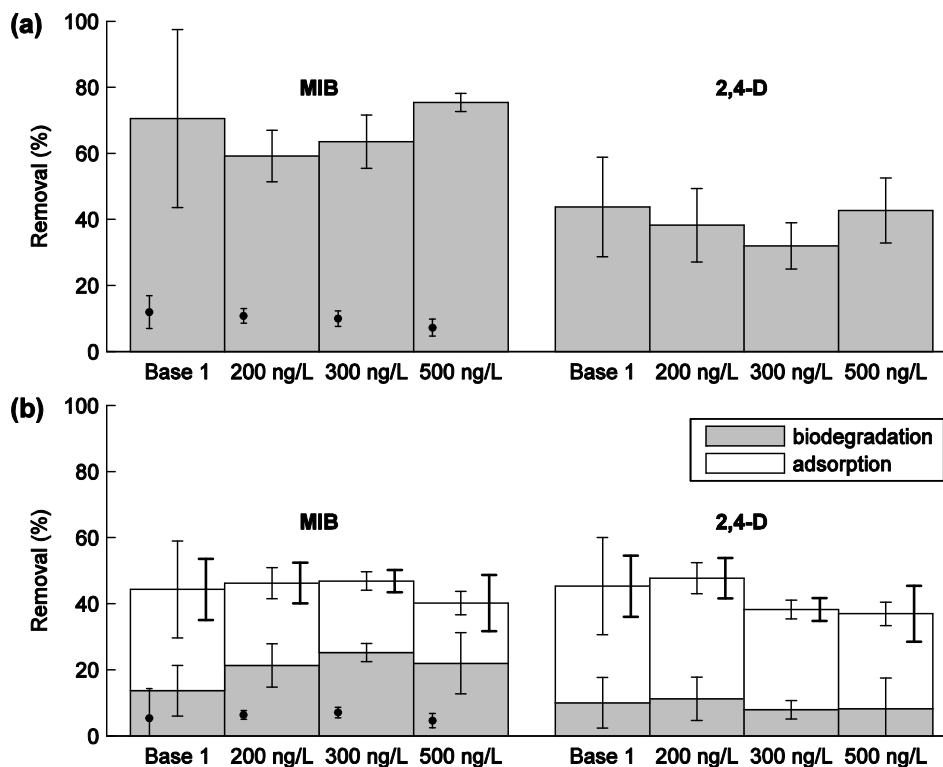 (a)
100
80
60
40
20
0
Removal (%)
MIB
2,4-D
Base 1 200 ng/L 300 ng/L 500 ng/L
Base 1 200 ng/L 300 ng/L 500 ng/L
(b)
100
80
60
40
20
0
Removal (%)
biodegradation
adsorption
MIB
2,4-D
Base 1 200 ng/L 300 ng/L 500 ng/L
Base 1 200 ng/L 300 ng/L 500 ng/L